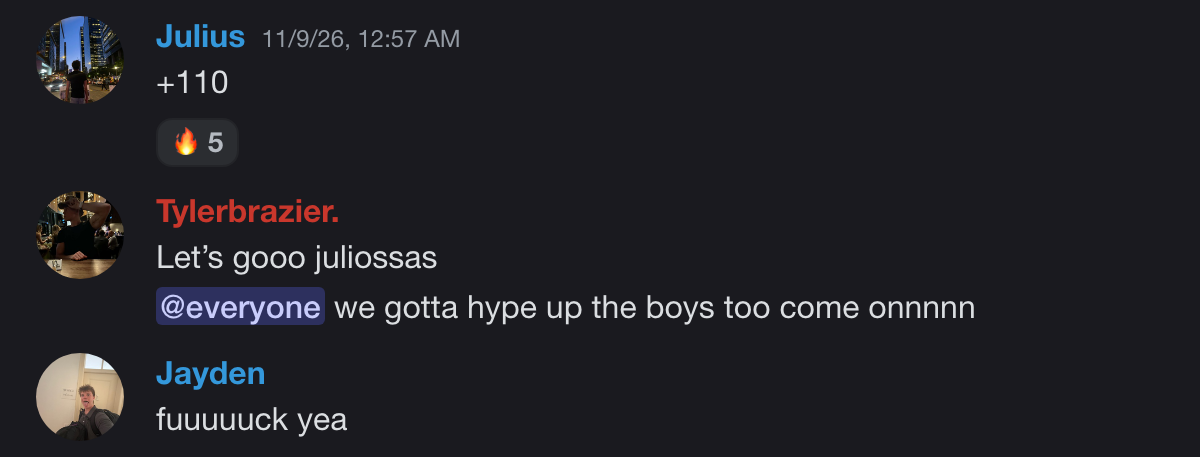 Julius 11/9/26, 12:57 AM
+110
🔥 5
Tylerbrazier.
Let’s gooo juliossas
@everyone we gotta hype up the boys too come onnnnn
Jayden
fuuuuuck yea